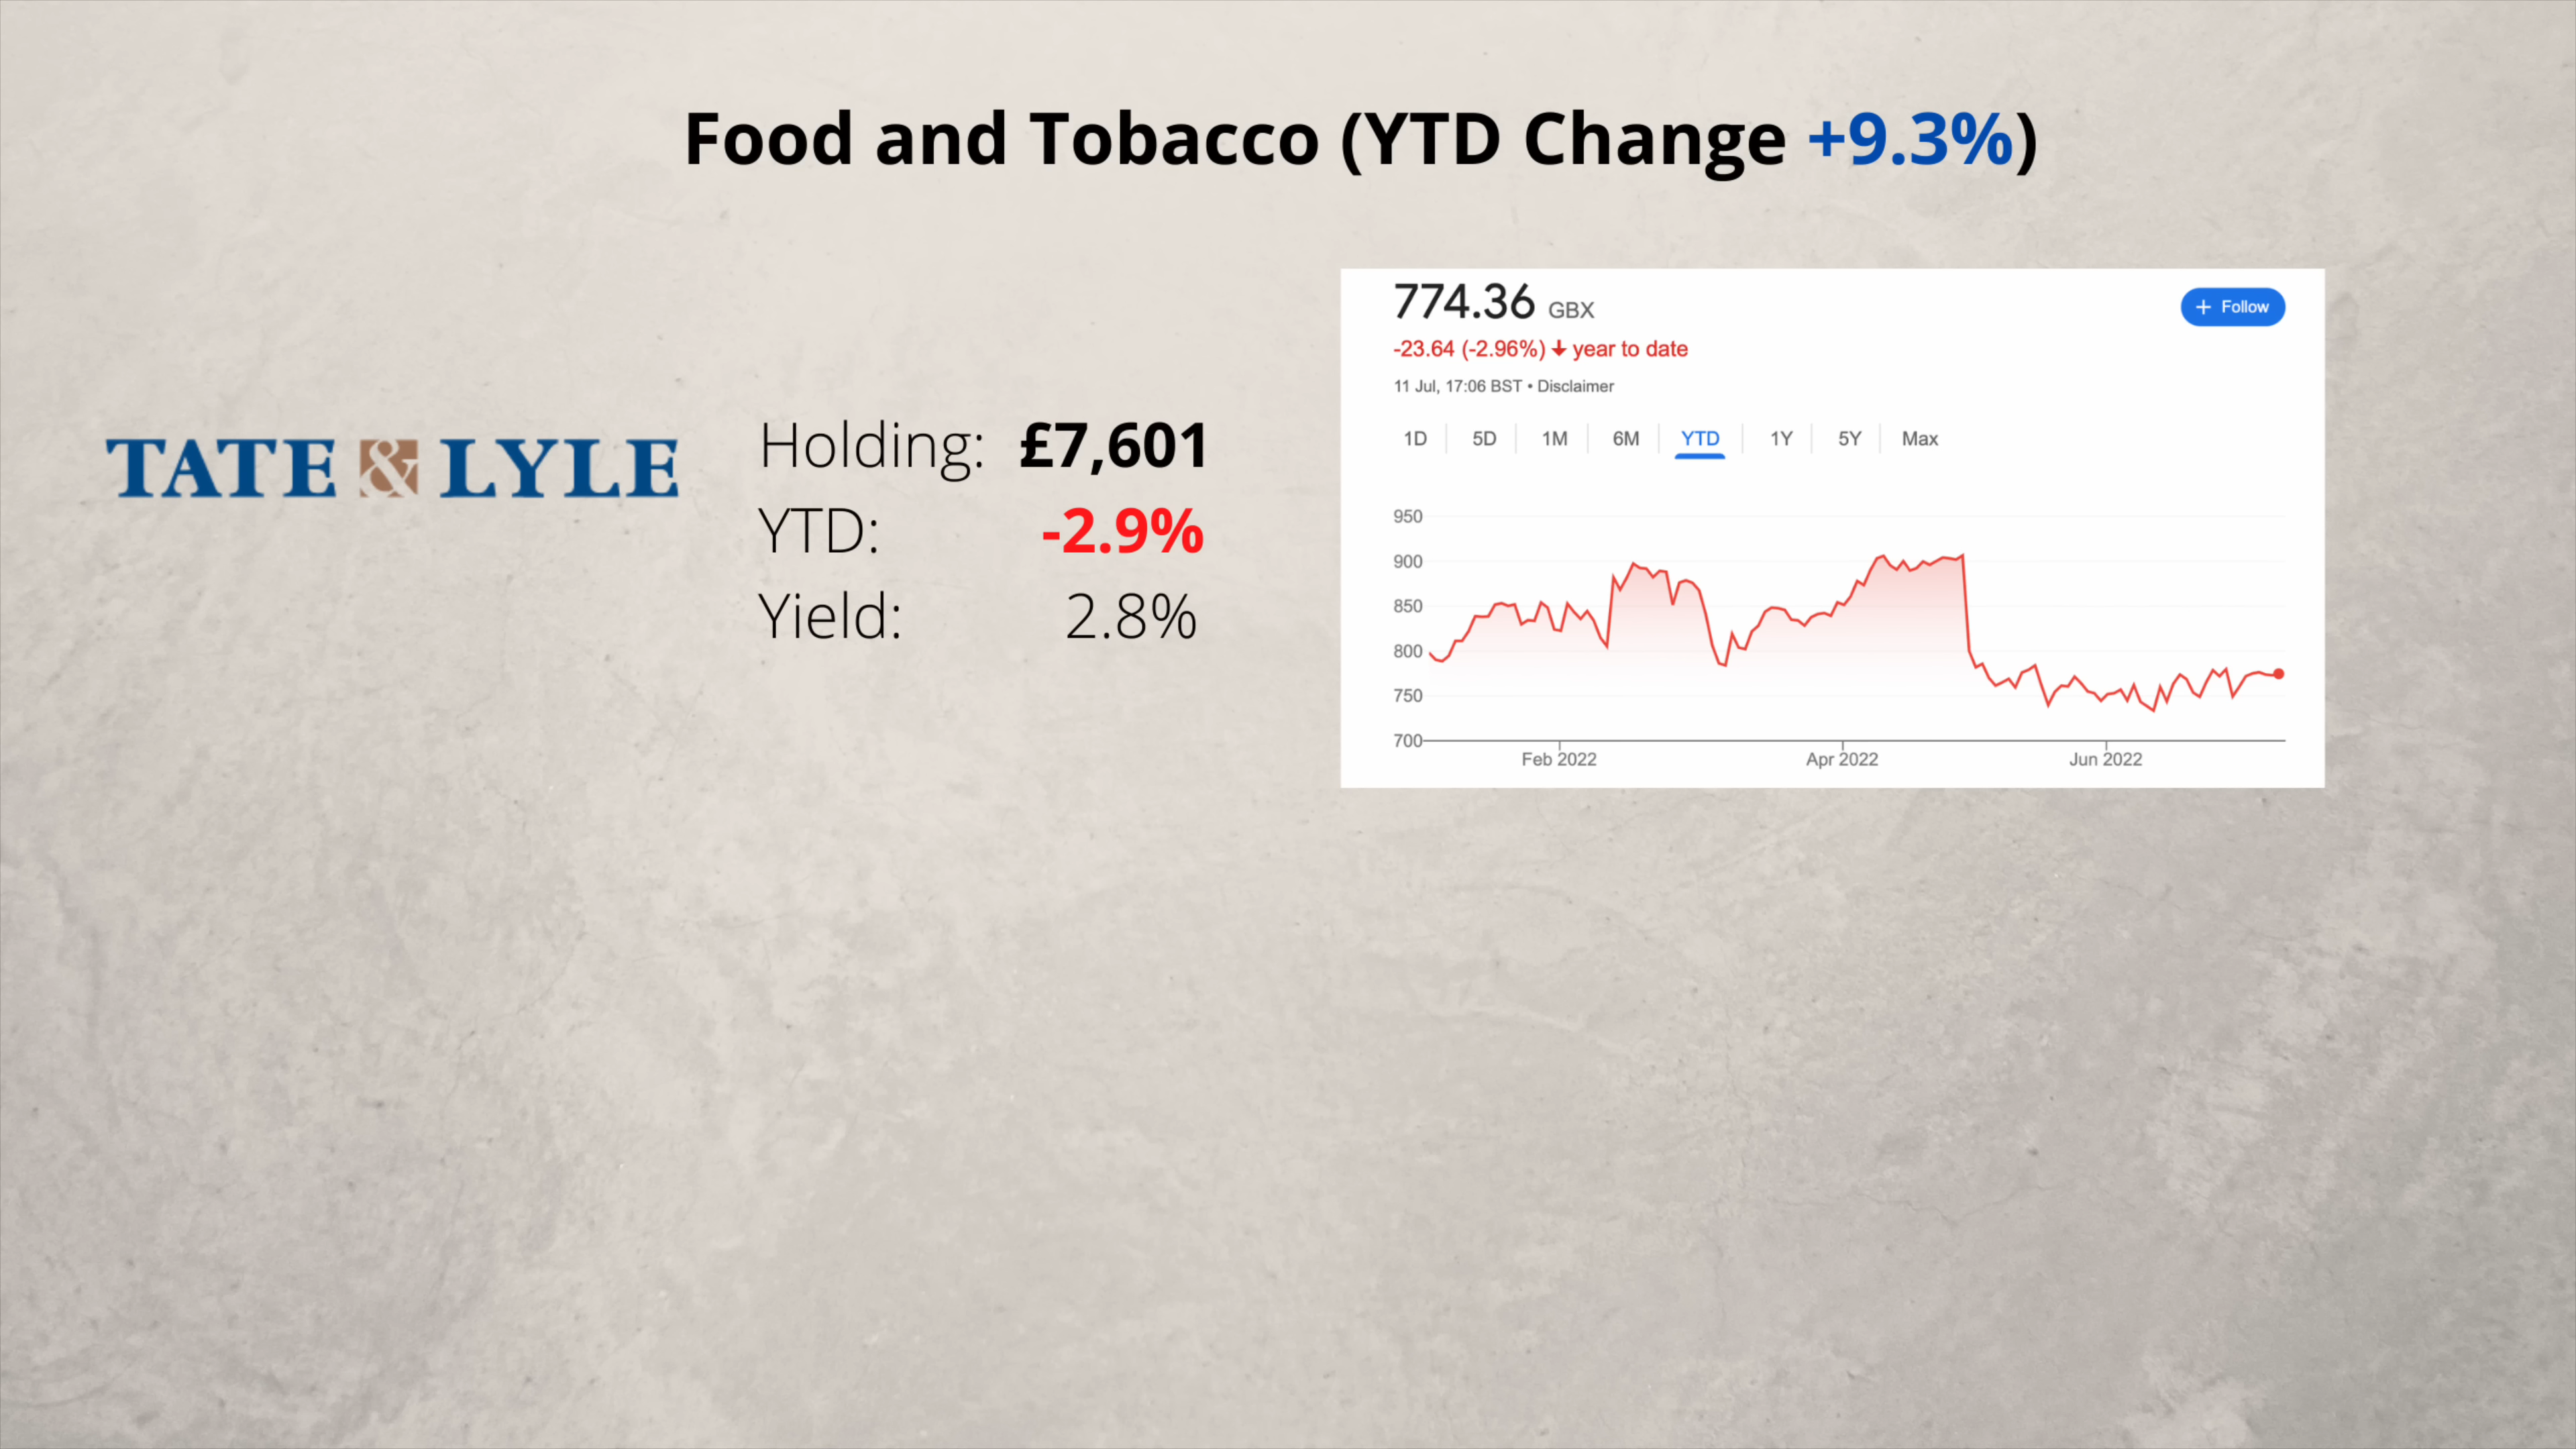 Food and Tobacco (YTD Change +9.3%)
TATE & LYLE
Holding: £7,601
YTD: -2.9%
Yield: 2.8%
774.36 GBX
+ Follow
-23.64 (-2.96%) ↓ year to date
11 Jul, 17:06 BST • Disclaimer
1D 5D 1M 6M YTD 1Y 5Y Max
950
900
850
800
750
700
Feb 2022 Apr 2022 Jun 2022